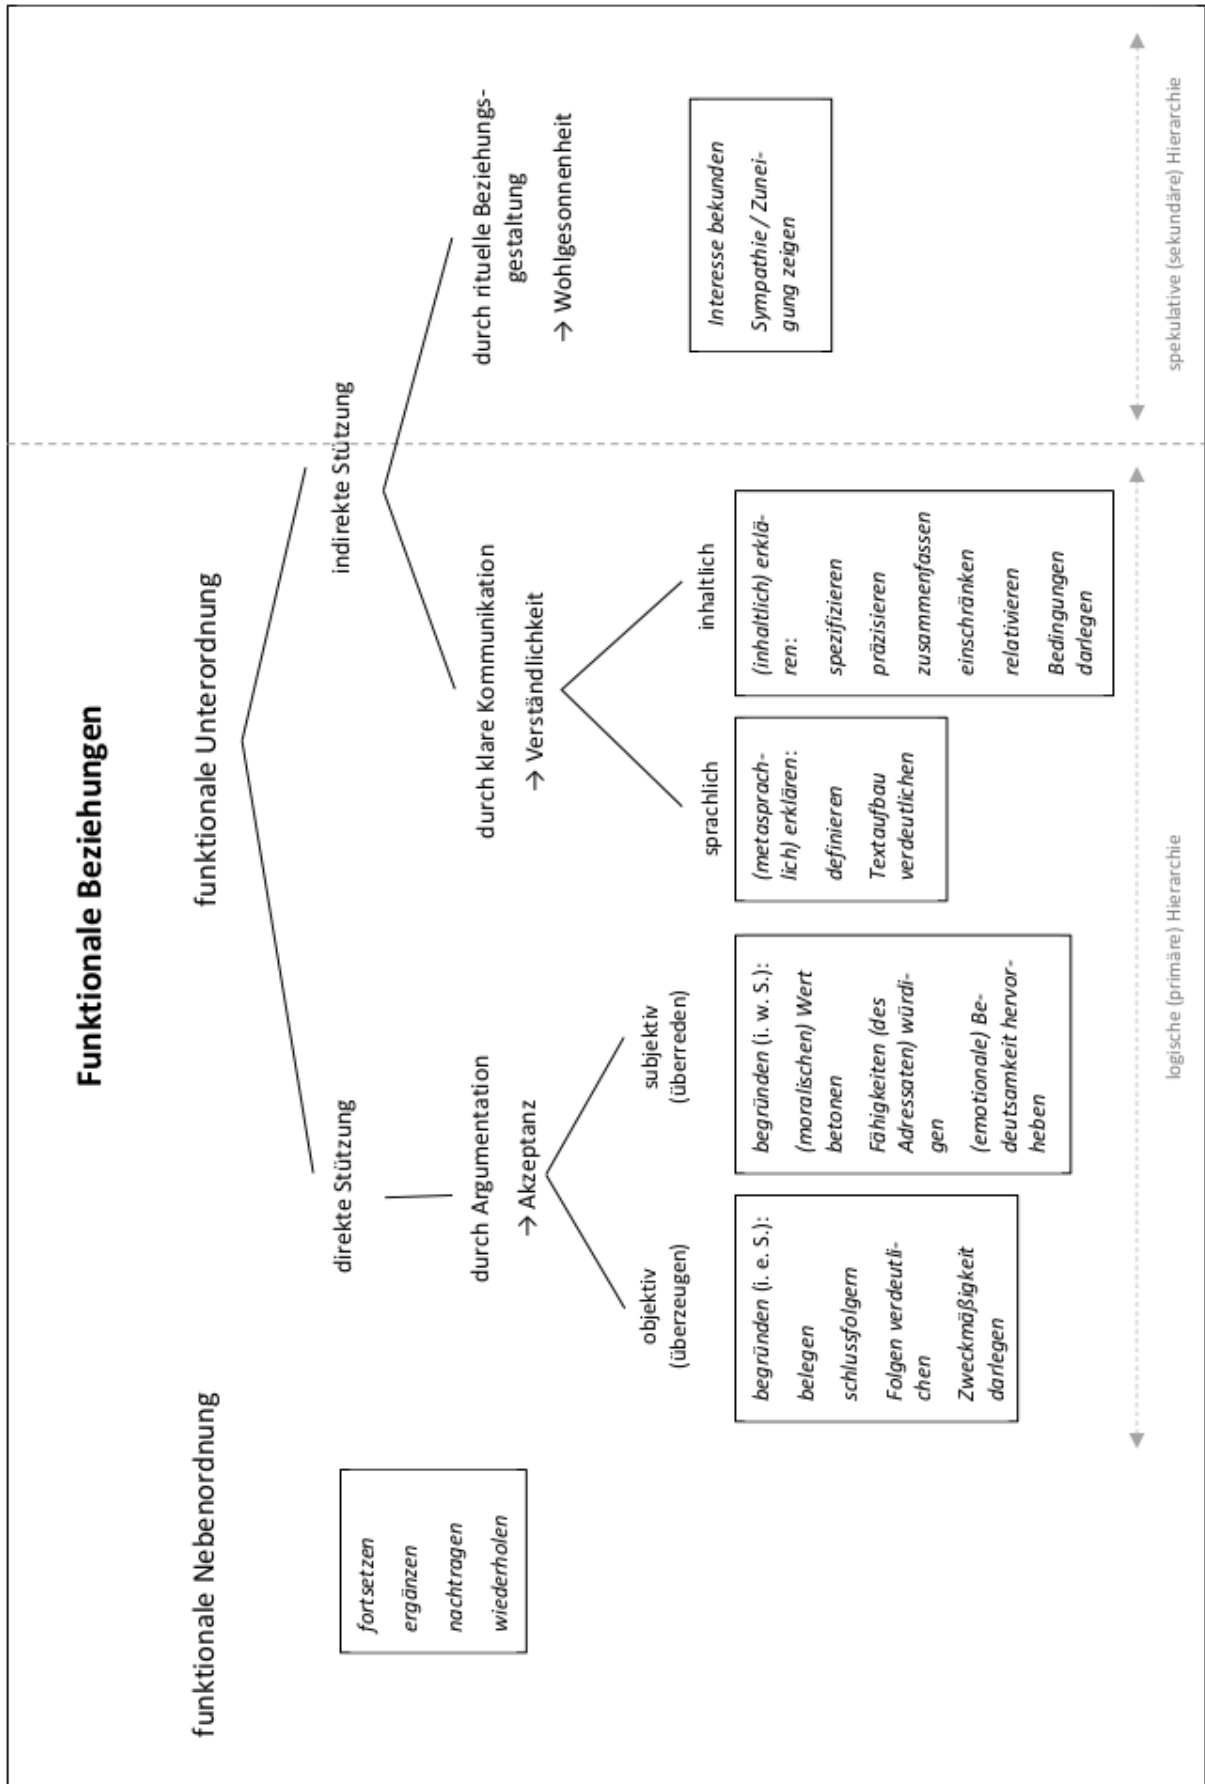 Funktionale Beziehungen
funktionale Nebenordnung
fortsetzen
ergänzen
nachtragen
wiederholen
funktionale Unterordnung
direkte Stützung
durch Argumentation
→ Akzeptanz
objektiv
(überzeugen)
begründen (i. e. S.):
belegen
schlussfolgern
Folgen verdeutli-
chen
Zweckmäßigkeit
darlegen
subjektiv
(überreden)
begründen (i. w. S.):
(moralischen) Wert
betonen
Fähigkeiten (des
Adressaten) würdi-
gen
(emotionale) Be-
deutsamkeit hervor-
heben
indirekte Stützung
durch klare Kommunikation
→ Verständlichkeit
sprachlich
(metasprach-
lich) erklären:
definieren
Textaufbau
verdeutlichen
inhaltlich
(inhaltlich) erklä-
ren:
spezifizieren
präzisieren
zusammenfassen
einschränken
relativieren
Bedingungen
darlegen
durch rituelle Beziehungs-
gestaltung
→ Wohlgesonnenheit
Interesse bekunden
Sympathie / Zunei-
gung zeigen
logische (primäre) Hierarchie
spekulative (sekundäre) Hierarchie